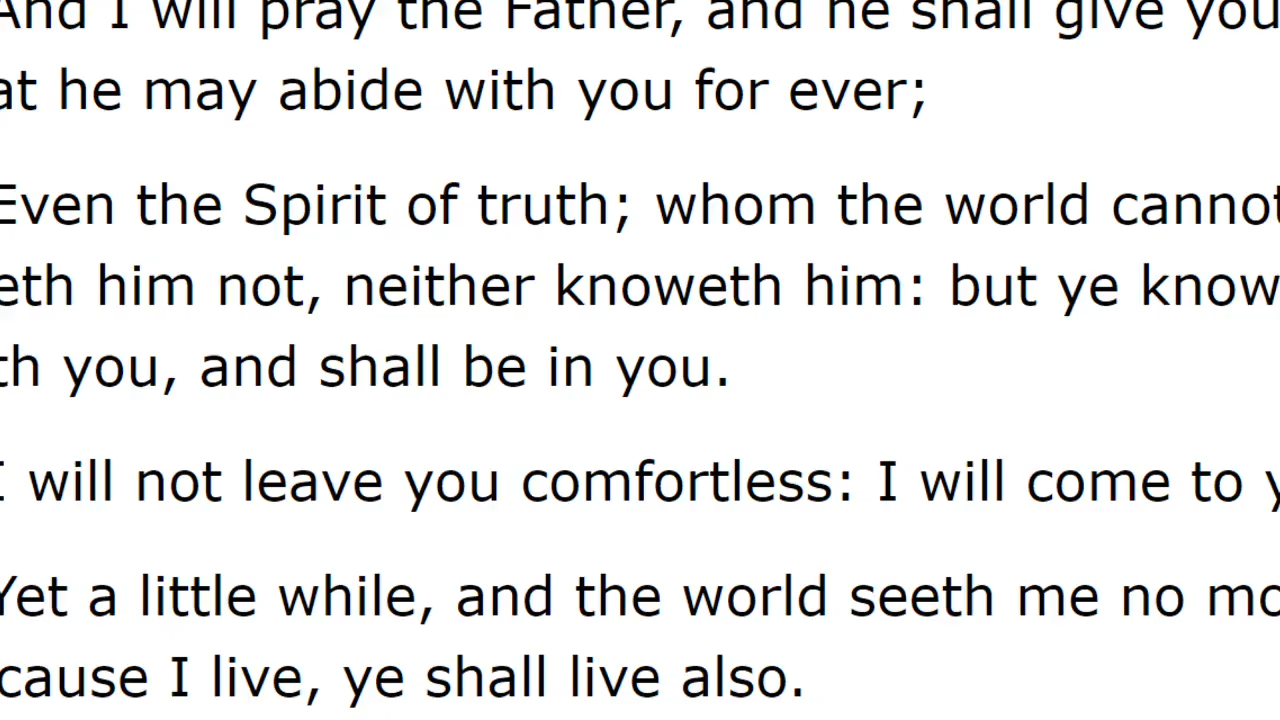 And I will pray the Father, and he shall give you
at he may abide with you for ever;
Even the Spirit of truth; whom the world cannot
eth him not, neither knoweth him: but ye know
th you, and shall be in you.
I will not leave you comfortless: I will come to y
Yet a little while, and the world seeth me no mo
cause I live, ye shall live also.